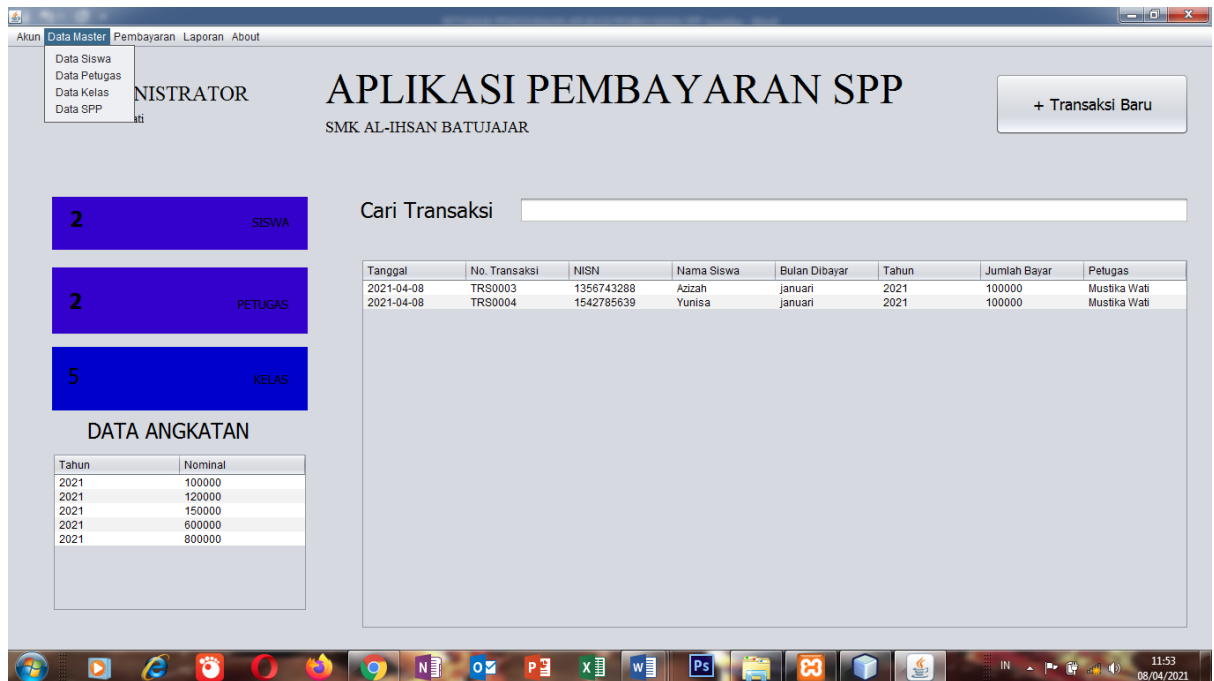 Akun Data Master Pembayaran Laporan About
Data Siswa
Data Petugas
Data Kelas
Data SPP
NISTRATOR
ati
APLIKASI PEMBAYARAN SPP
SMK AL-IHSAN BATUJAJAR
+ Transaksi Baru
2 SISWA
2 PETUGAS
5 KELAS
Cari Transaksi
Tanggal No. Transaksi NISN Nama Siswa Bulan Dibayar Tahun Jumlah Bayar Petugas
2021-04-08 TRS0003 1356743288 Azizah januari 2021 100000 Mustika Wati
2021-04-08 TRS0004 1542785639 Yunisa januari 2021 100000 Mustika Wati
DATA ANGKATAN
Tahun Nominal
2021 100000
2021 120000
2021 150000
2021 600000
2021 800000
IN 11:53
08/04/2021